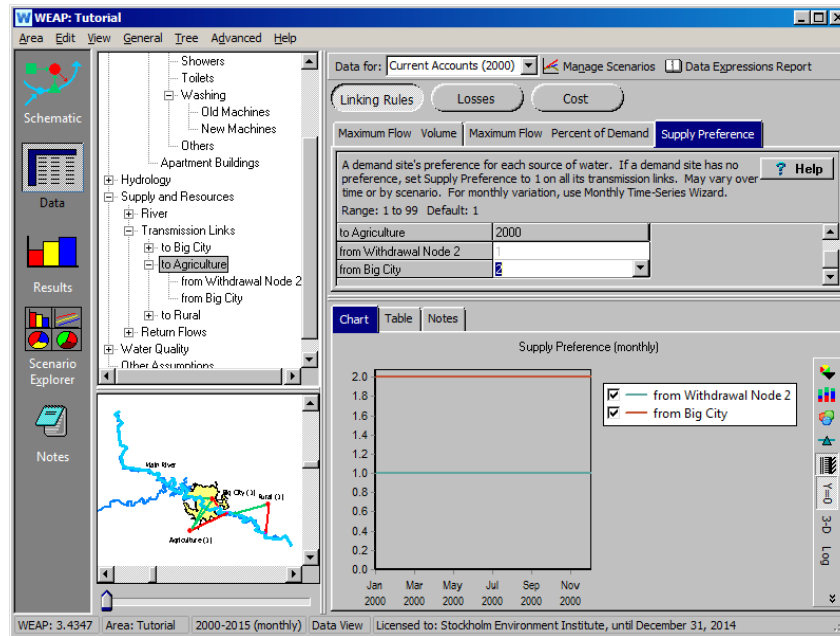 WEAP: Tutorial
Area Edit View General Tree Advanced Help
Schematic
Data
Results
Scenario
Explorer
Notes
Showers
Toilets
Washing
Old Machines
New Machines
Others
Apartment Buildings
Hydrology
Supply and Resources
River
Transmission Links
to Big City
to Agriculture
from Withdrawal Node 2
from Big City
to Rural
Return Flows
Water Quality
Other Assumptions
Main River
Big City (1)
Rural (3)
Agriculture (1)
Data for: Current Accounts (2000) Manage Scenarios Data Expressions Report
Linking Rules Losses Cost
Maximum Flow Volume Maximum Flow Percent of Demand Supply Preference
A demand site's preference for each source of water. If a demand site has no
preference, set Supply Preference to 1 on all its transmission links. May vary over
time or by scenario. For monthly variation, use Monthly Time-Series Wizard.
Range: 1 to 99 Default: 1
? Help
to Agriculture 2000
from Withdrawal Node 2 1
from Big City 2
Chart Table Notes
Supply Preference (monthly)
2.0
1.8
1.6
1.4
1.2
1.0
0.8
0.6
0.4
0.2
0.0
Jan Mar May Jul Sep Nov
2000 2000 2000 2000 2000 2000
from Withdrawal Node 2
from Big City
Y=0
3-D
Log
WEAP: 3.4347 Area: Tutorial 2000-2015 (monthly) Data View Licensed to: Stockholm Environment Institute, until December 31, 2014